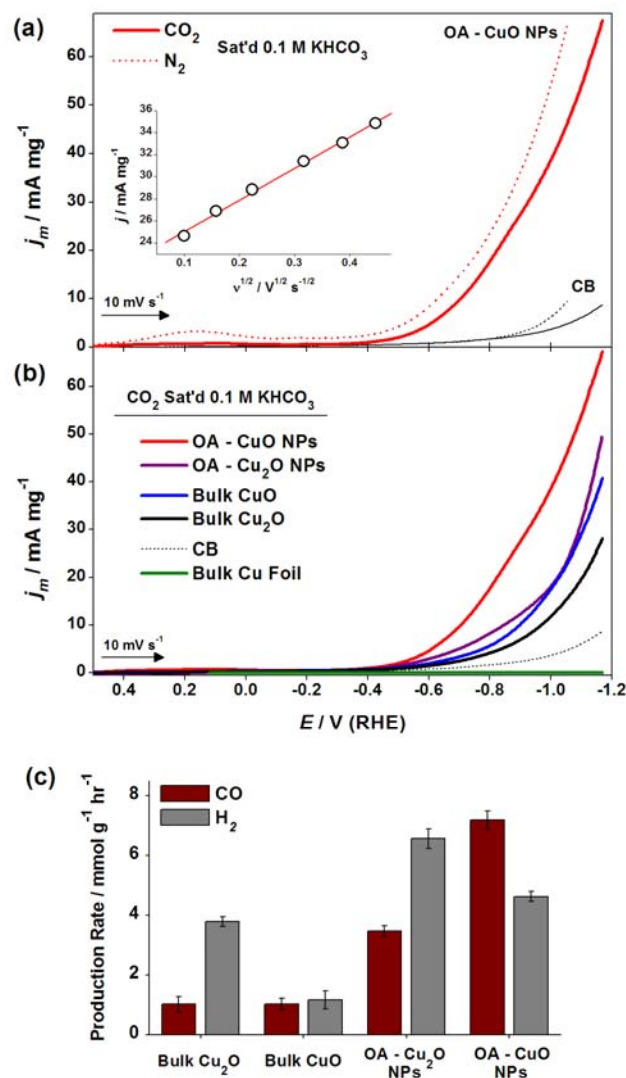 (a)
CO₂
N₂
Sat'd 0.1 M KHCO₃
OA - CuO NPs
60
50
40
30
20
10
0
jₘ / mA mg⁻¹
36
34
32
30
28
26
24
j / mA mg⁻¹
0.1 0.2 0.3 0.4
ν¹/² / V¹/² s⁻¹/²
10 mV s⁻¹
CB
(b)
CO₂ Sat'd 0.1 M KHCO₃
OA - CuO NPs
OA - Cu₂O NPs
Bulk CuO
Bulk Cu₂O
CB
Bulk Cu Foil
60
50
40
30
20
10
0
jₘ / mA mg⁻¹
10 mV s⁻¹
0.4 0.2 0.0 -0.2 -0.4 -0.6 -0.8 -1.0 -1.2
E / V (RHE)
(c)
CO
H₂
8
6
4
2
0
Production Rate / mmol g⁻¹ hr⁻¹
Bulk Cu₂O Bulk CuO OA - Cu₂O OA - CuO
NPs NPs